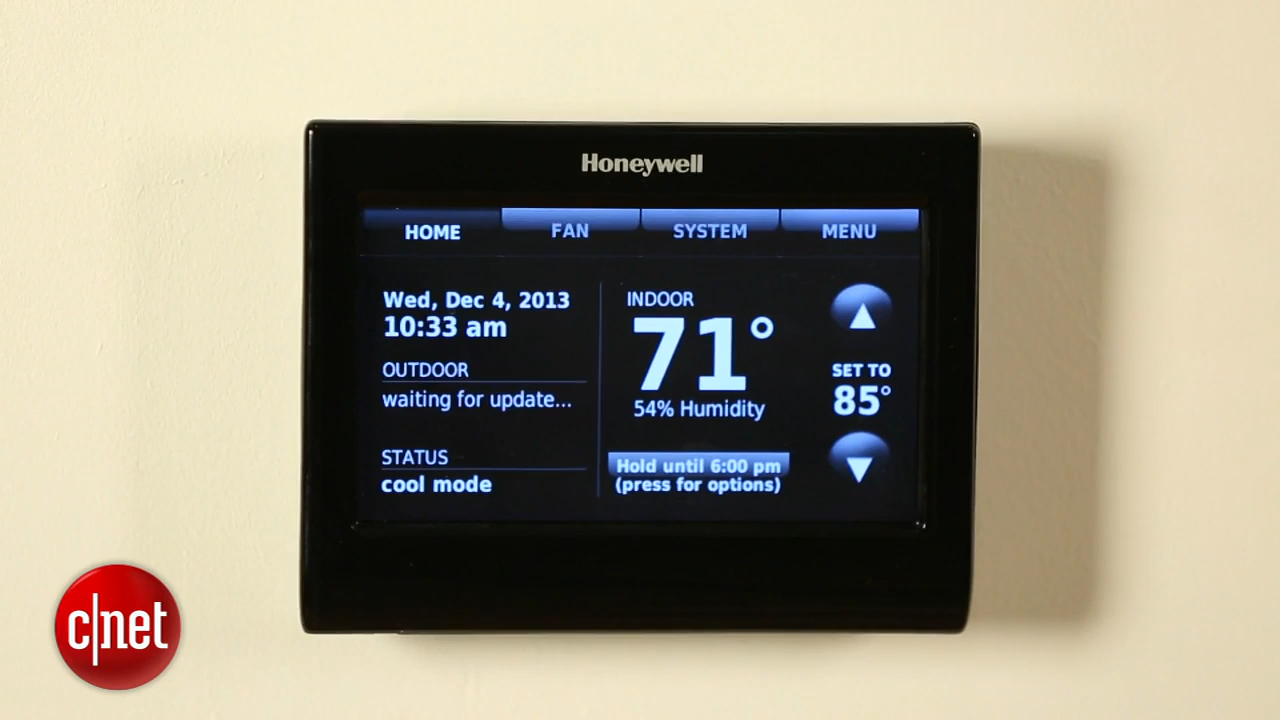 Honeywell
HOME FAN SYSTEM MENU
Wed, Dec 4, 2013
10:33 am
OUTDOOR
waiting for update...
STATUS
cool mode
INDOOR
71°
54% Humidity
Hold until 6:00 pm
(press for options)
SET TO
85°
c|net